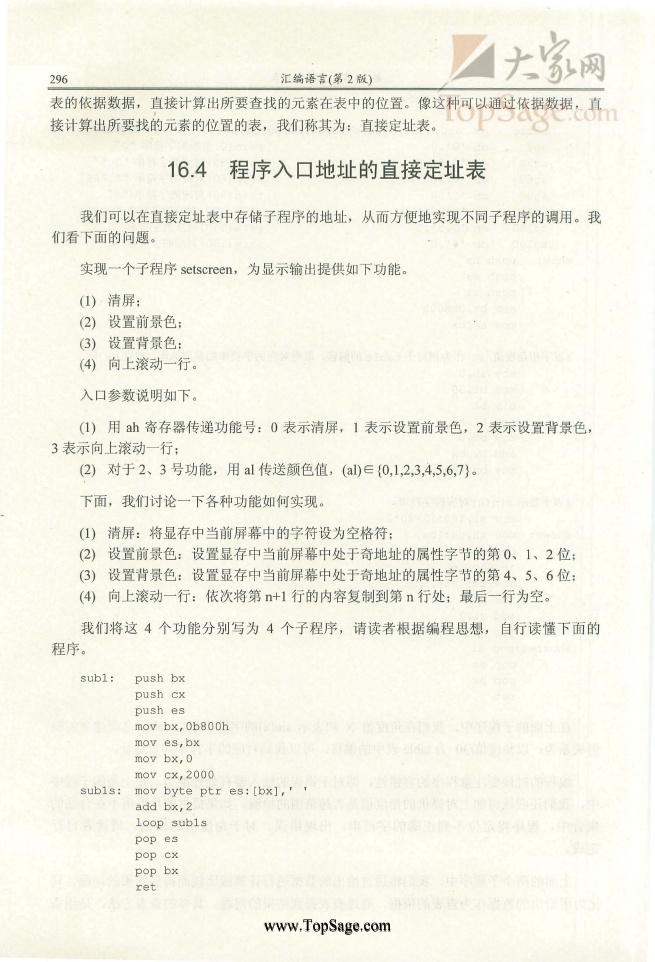 大家网
TopSage.com
296 汇编语言(第 2 版)
表的依据数据，直接计算出所要查找的元素在表中的位置。像这种可以通过依据数据，直
接计算出所要找的元素的位置的表，我们称其为：直接定址表。
16.4 程序入口地址的直接定址表
我们可以在直接定址表中存储子程序的地址，从而方便地实现不同子程序的调用。我
们看下面的问题。
实现一个子程序 setscreen，为显示输出提供如下功能。
(1) 清屏；
(2) 设置前景色；
(3) 设置背景色；
(4) 向上滚动一行。
入口参数说明如下。
(1) 用 ah 寄存器传递功能号：0 表示清屏，1 表示设置前景色，2 表示设置背景色，
3 表示向上滚动一行；
(2) 对于 2、3 号功能，用 al 传送颜色值，(al)∈{0,1,2,3,4,5,6,7}。
下面，我们讨论一下各种功能如何实现。
(1) 清屏：将显存中当前屏幕中的字符设为空格符；
(2) 设置前景色：设置显存中当前屏幕中处于奇地址的属性字节的第 0、1、2 位；
(3) 设置背景色：设置显存中当前屏幕中处于奇地址的属性字节的第 4、5、6 位；
(4) 向上滚动一行：依次将第 n+1 行的内容复制到第 n 行处；最后一行为空。
我们将这 4 个功能分别写为 4 个子程序，请读者根据编程思想，自行读懂下面的
程序。
sub1: push bx
push cx
push es
mov bx,0b800h
mov es,bx
mov bx,0
mov cx,2000
sub1s: mov byte ptr es:[bx],' '
add bx,2
loop sub1s
pop es
pop cx
pop bx
ret
www.TopSage.com